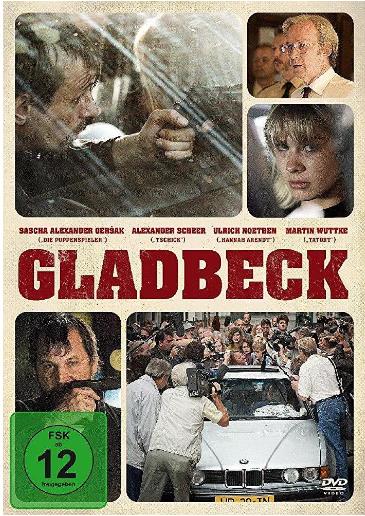 SASCHA ALEXANDER GERŠAK ALEXANDER SCHEER ULRICH NOETHEN MARTIN WUTTKE
(„DIE PUPPENSPIELER“) („TSCHICK“) („HANNAH ARENDT“) („TATORT“)
GLADBECK
FSK
ab
12
freigegeben
DVD
VIDEO